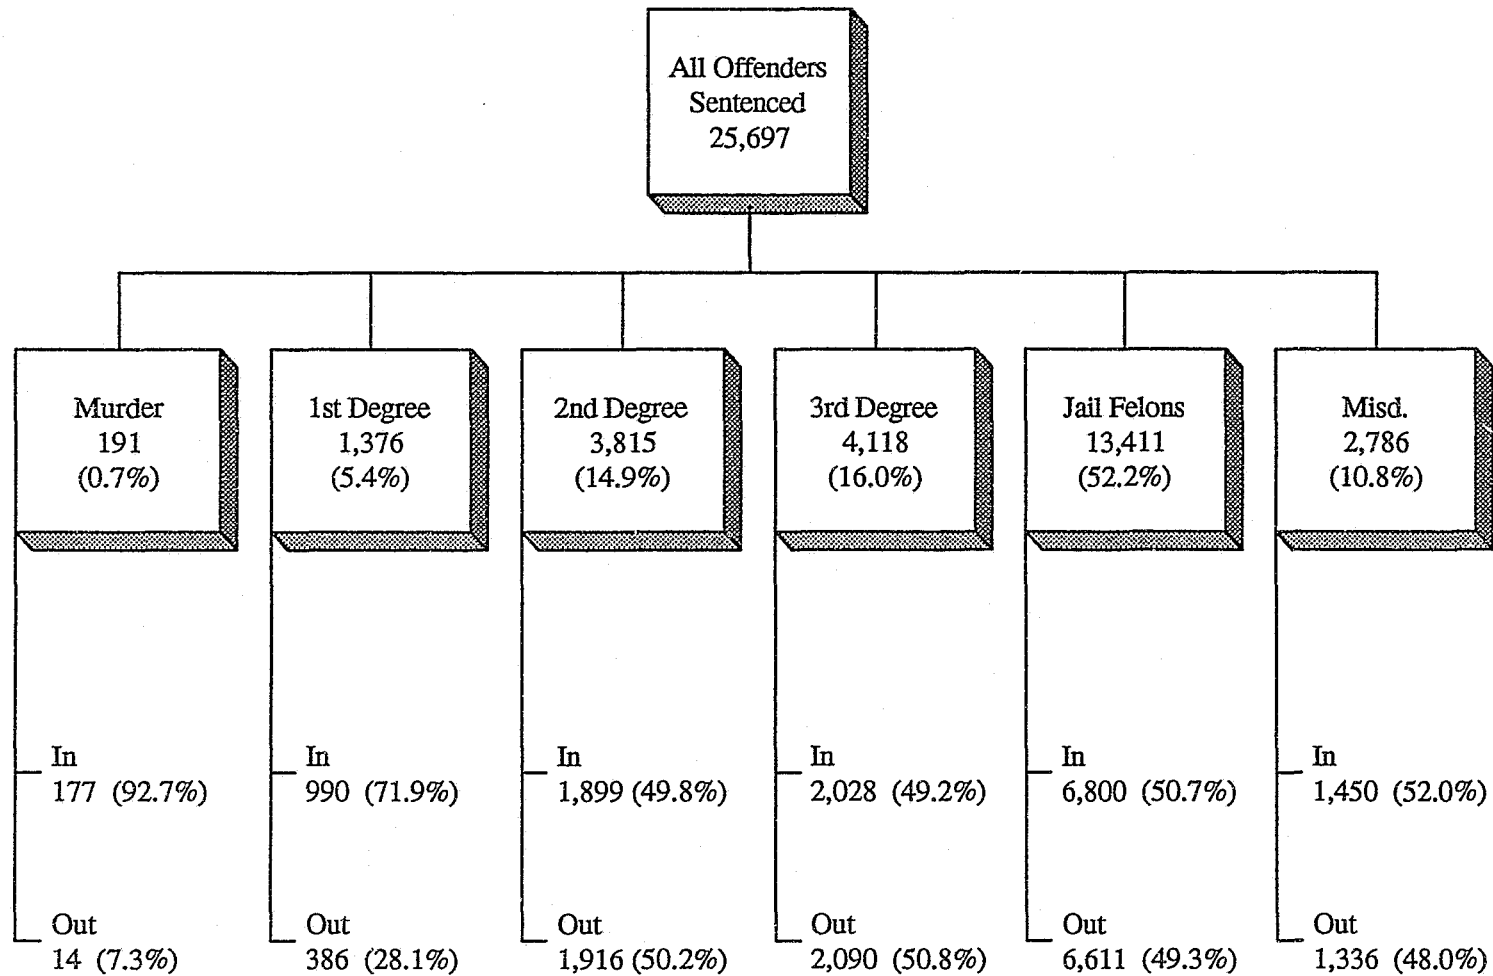 All Offenders
Sentenced
25,697
Murder
191
(0.7%)
1st Degree
1,376
(5.4%)
2nd Degree
3,815
(14.9%)
3rd Degree
4,118
(16.0%)
Jail Felons
13,411
(52.2%)
Misd.
2,786
(10.8%)
In
177 (92.7%)
In
990 (71.9%)
In
1,899 (49.8%)
In
2,028 (49.2%)
In
6,800 (50.7%)
In
1,450 (52.0%)
Out
14 (7.3%)
Out
386 (28.1%)
Out
1,916 (50.2%)
Out
2,090 (50.8%)
Out
6,611 (49.3%)
Out
1,336 (48.0%)